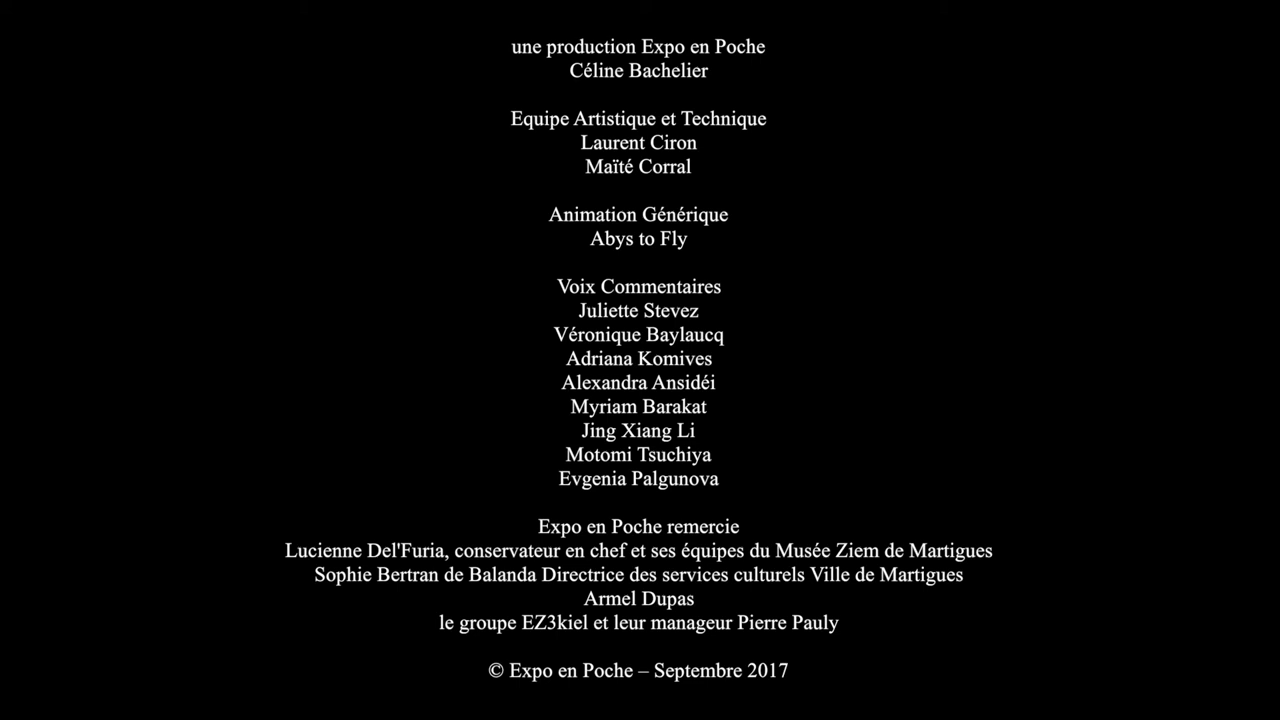 une production Expo en Poche
Céline Bachelier
Equipe Artistique et Technique
Laurent Ciron
Maïté Corral
Animation Générique
Abys to Fly
Voix Commentaires
Juliette Stevez
Véronique Baylaucq
Adriana Komives
Alexandra Ansidéi
Myriam Barakat
Jing Xiang Li
Motomi Tsuchiya
Evgenia Palgunova
Expo en Poche remercie
Lucienne Del'Furia, conservateur en chef et ses équipes du Musée Ziem de Martigues
Sophie Bertran de Balanda Directrice des services culturels Ville de Martigues
Armel Dupas
le groupe EZ3kiel et leur manageur Pierre Pauly
© Expo en Poche – Septembre 2017